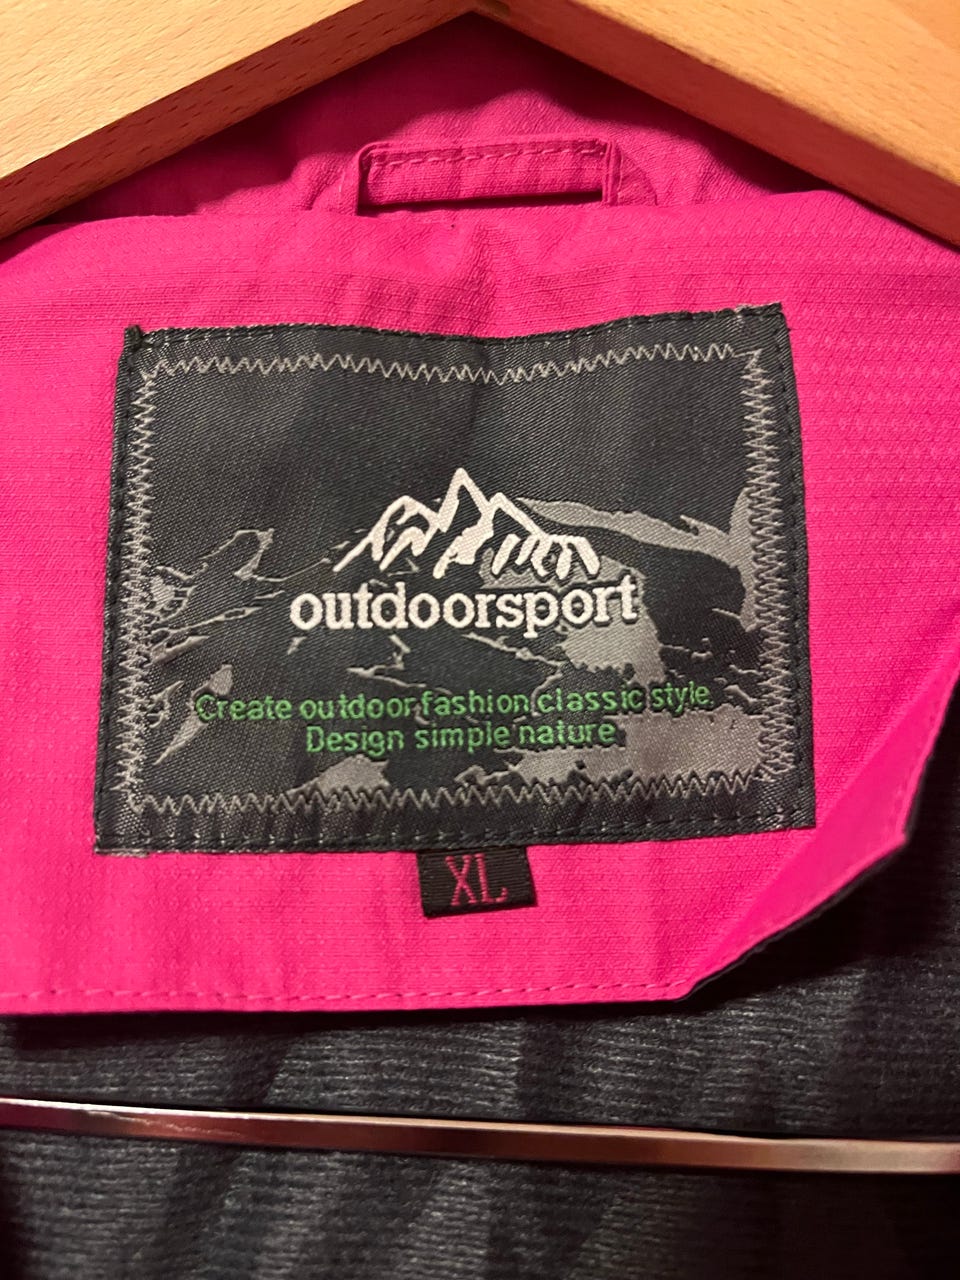 outdoorsport
Create outdoor fashion classic style
Design simple nature
XL